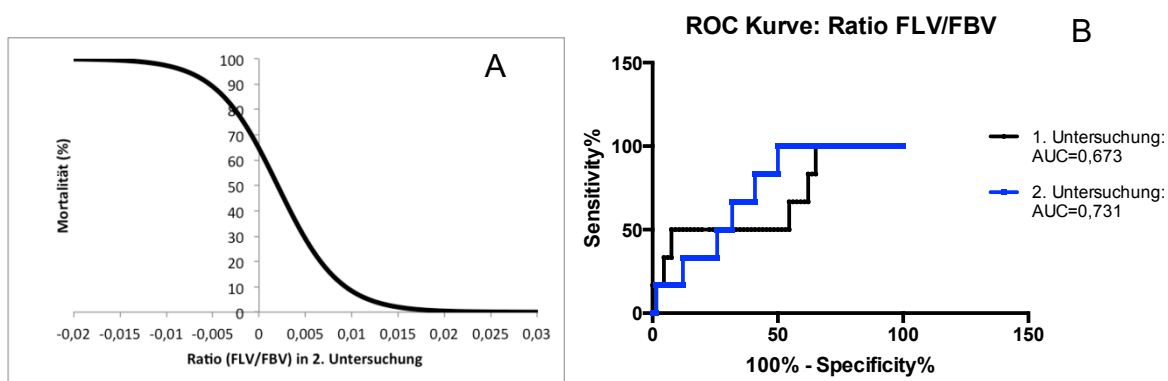 A
100
90
80
70
60
50
40
30
20
10
0
Mortalität (%)
-0,02 -0,015 -0,01 -0,005 0 0,005 0,01 0,015 0,02 0,025 0,03
Ratio (FLV/FBV) in 2. Untersuchung
ROC Kurve: Ratio FLV/FBV
B
150
100
50
0
Sensitivity%
0 50 100 150
100% - Specificity%
1. Untersuchung:
AUC=0,673
2. Untersuchung:
AUC=0,731